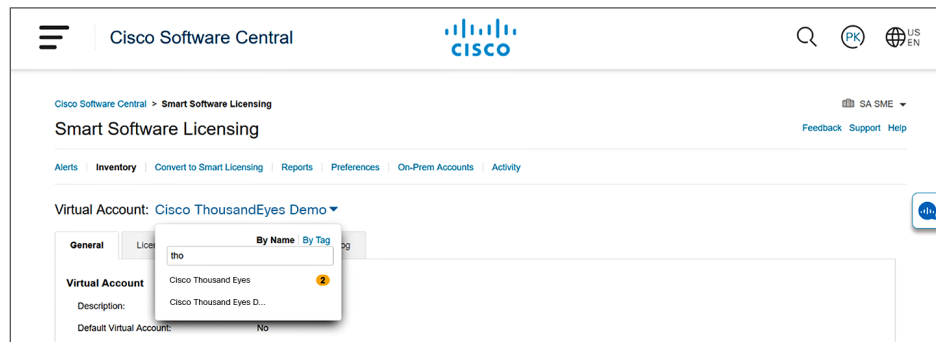 Cisco Software Central
CISCO
PK
US
EN
Cisco Software Central > Smart Software Licensing
SA SME
Smart Software Licensing
Feedback Support Help
Alerts Inventory Convert to Smart Licensing Reports Preferences On-Prem Accounts Activity
Virtual Account: Cisco ThousandEyes Demo
General
By Name By Tag
tho
Virtual Account
Cisco Thousand Eyes 2
Cisco Thousand Eyes D...
Description:
Default Virtual Account: No